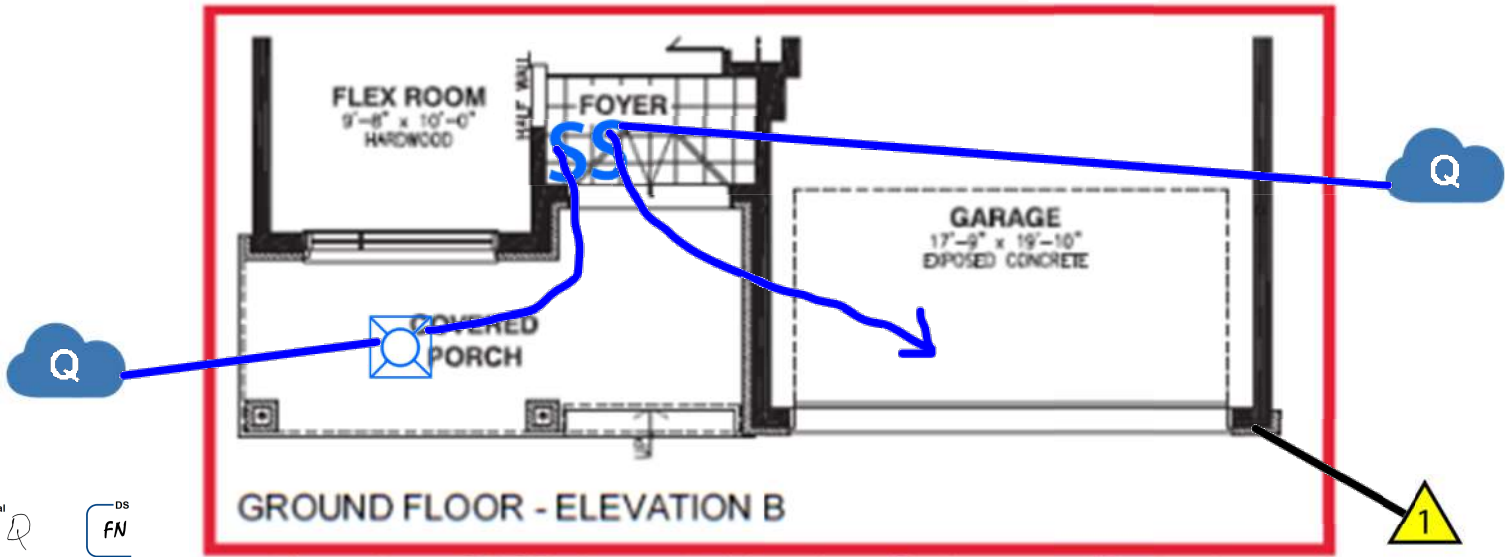 FLEX ROOM
9'-8" x 10'-0"
HARDWOOD
HALF WALL
FOYER
SS
Q
GARAGE
17'-9" x 19'-10"
EXPOSED CONCRETE
COVERED
PORCH
Q
UP
GROUND FLOOR - ELEVATION B
1
DS
FN